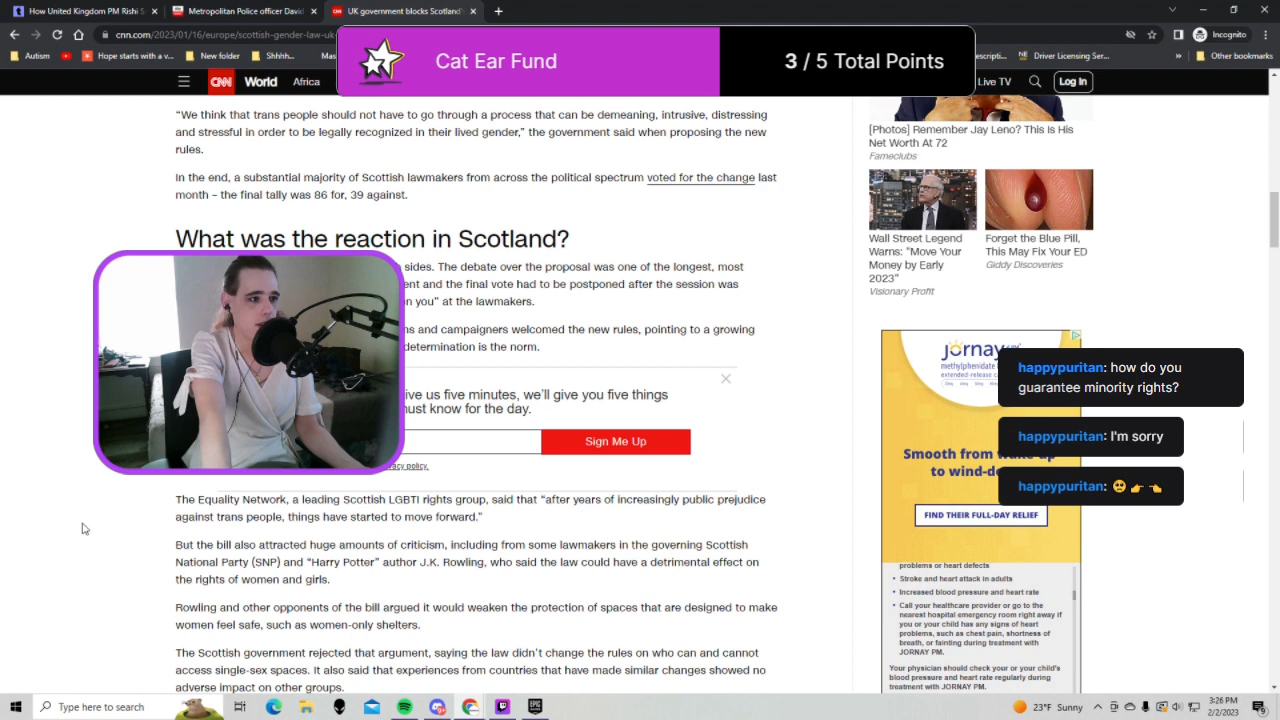 How United Kingdom PM Rishi S
Metropolitan police officer David
UK government blocks Scotland's
cnn.com/2023/01/16/europe/scottish-gender-law-uk
Incognito
Autism
Hope starts with a...
New folder
Shhhh...
Driver Licensing Ser...
Other bookmarks
Cat Ear Fund
3 / 5 Total Points
CNN World Africa
Live TV
Log In
“We think that trans people should not have to go through a process that can be demeaning, intrusive, distressing
and stressful in order to be legally recognized in their lived gender,” the government said when proposing the new
rules.
In the end, a substantial majority of Scottish lawmakers from across the political spectrum voted for the change last
month – the final tally was 86 for, 39 against.
What was the reaction in Scotland?
sides. The debate over the proposal was one of the longest, most
ent and the final vote had to be postponed after the session was
n you” at the lawmakers.
ns and campaigners welcomed the new rules, pointing to a growing
determination is the norm.
ive us five minutes, we’ll give you five things
ust know for the day.
Sign Me Up
acy policy.
The Equality Network, a leading Scottish LGBTI rights group, said that “after years of increasingly public prejudice
against trans people, things have started to move forward.”
But the bill also attracted huge amounts of criticism, including from some lawmakers in the governing Scottish
National Party (SNP) and “Harry Potter” author J.K. Rowling, who said the law could have a detrimental effect on
the rights of women and girls.
Rowling and other opponents of the bill argued it would weaken the protection of spaces that are designed to make
women feel safe, such as women-only shelters.
The Scottish government rejected that argument, saying the law didn’t change the rules on who can and cannot
access single-sex spaces. It also said that experiences from countries that have made similar changes showed no
adverse impact on other groups.
[Photos] Remember Jay Leno? This Is His
Net Worth At 72
Fameclubs
Wall Street Legend
Warns: "Move Your
Money by Early
2023"
Visionary Profit
Forget the Blue Pill,
This May Fix Your ED
Giddy Discoveries
jornay
methylphenidate
extended-release ca
Smooth from wake-up
to wind-do
FIND THEIR FULL-DAY RELIEF
problems or heart defects
• Stroke and heart attack in adults
• Increased blood pressure and heart rate
• Call your healthcare provider or go to the
nearest hospital emergency room right away if
you or your child has any signs of heart
problems, such as chest pain, shortness of
breath, or fainting during treatment with
JORNAY PM.
Your physician should check your or your child's
blood pressure and heart rate regularly during
treatment with JORNAY PM.
happypuritan: how do you
guarantee minority rights?
happypuritan: I'm sorry
happypuritan: 🥺 👉 👈
Type here to search
23°F Sunny
3:26 PM
2/2/2023